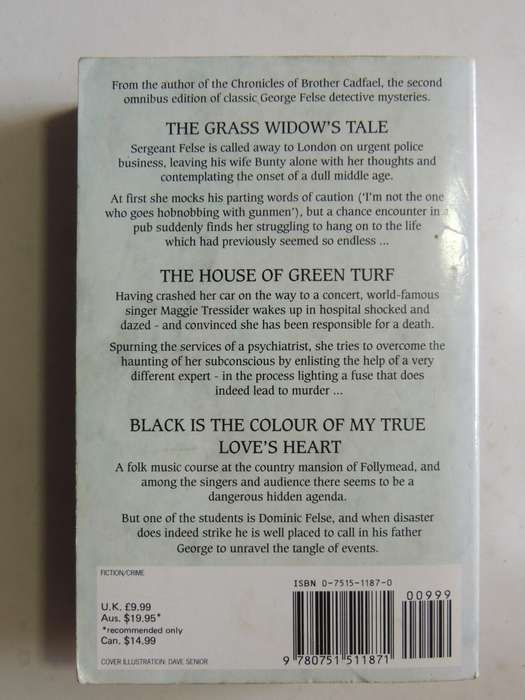 From the author of the Chronicles of Brother Cadfael, the second
omnibus edition of classic George Felse detective mysteries.
THE GRASS WIDOW'S TALE
Sergeant Felse is called away to London on urgent police
business, leaving his wife Bunty alone with her thoughts and
contemplating the onset of a dull middle age.
At first she mocks his parting words of caution ('I'm not the one
who goes hobnobbing with gunmen'), but a chance encounter in a
pub suddenly finds her struggling to hang on to the life
which had previously seemed so endless ...
THE HOUSE OF GREEN TURF
Having crashed her car on the way to a concert, world-famous
singer Maggie Tressider wakes up in hospital shocked and
dazed - and convinced she has been responsible for a death.
Spurning the services of a psychiatrist, she tries to overcome the
haunting of her subconscious by enlisting the help of a very
different expert - in the process lighting a fuse that does
indeed lead to murder ...
BLACK IS THE COLOUR OF MY TRUE
LOVE'S HEART
A folk music course at the country mansion of Follymead, and
among the singers and audience there seems to be a
dangerous hidden agenda.
But one of the students is Dominic Felse, and when disaster
does indeed strike he is well placed to call in his father
George to unravel the tangle of events.
FICTION/CRIME
U.K. £9.99
Aus. $19.95*
*recommended only
Can. $14.99
COVER ILLUSTRATION: DAVE SENIOR
ISBN 0-7515-1187-0
00999
9 780751 511871